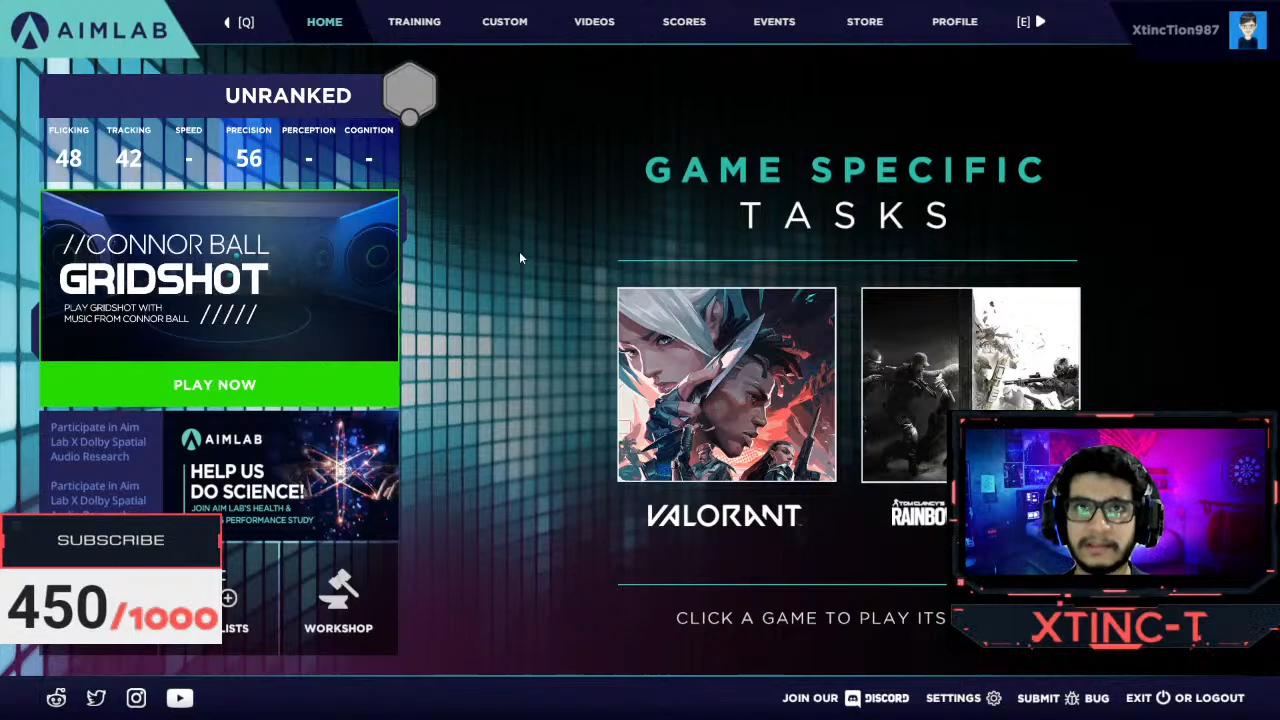 AIMLAB
[Q]
HOME
TRAINING
CUSTOM
VIDEOS
SCORES
EVENTS
STORE
PROFILE
[E]
XtincTion987
UNRANKED
FLICKING TRACKING SPEED PRECISION PERCEPTION COGNITION
48 42 - 56 - -
//CONNOR BALL
GRIDSHOT
PLAY GRIDSHOT WITH
MUSIC FROM CONNOR BALL /////
PLAY NOW
Participate in Aim
Lab X Dolby Spatial
Audio Research
Participate in Aim
Lab X Dolby Spatial
AIMLAB
HELP US
DO SCIENCE!
JOIN AIM LAB'S HEALTH &
PERFORMANCE STUDY
SUBSCRIBE
450/1000
WORKSHOP
GAME SPECIFIC
TASKS
VALORANT
TOM CLANCY'S
CLICK A GAME TO PLAY ITS
XTINC-T
JOIN OUR DISCORD
SETTINGS
SUBMIT BUG
EXIT OR LOGOUT